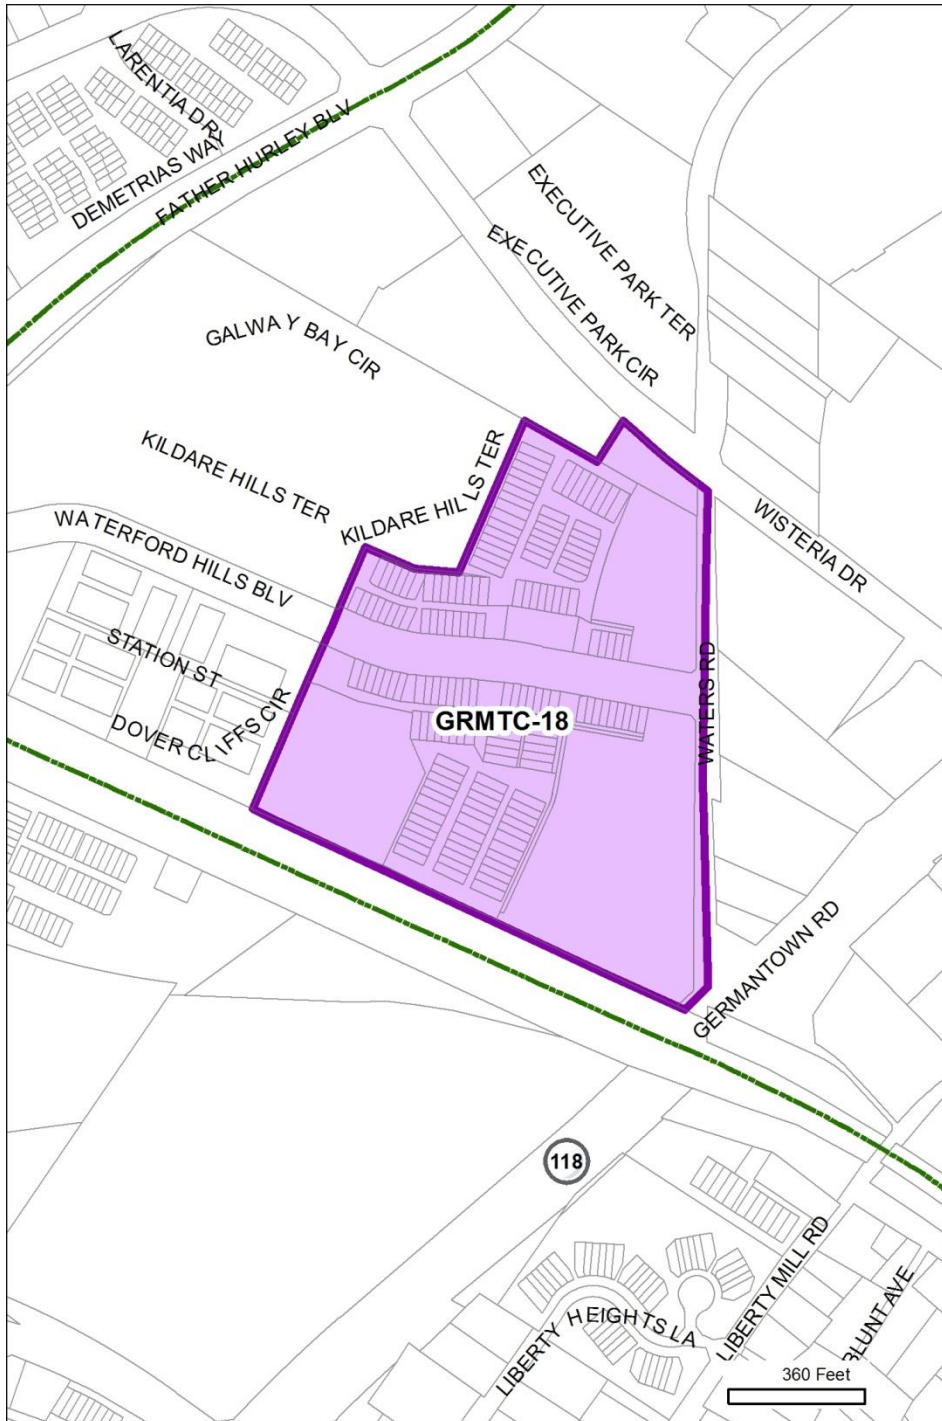 LARENTIA DR
DEMETRIAS WAY
FATHER HURLEY BLV
EXECUTIVE PARK TER
EXECUTIVE PARK CIR
GALWAY BAY CIR
KILDARE HILLS TER
KILDARE HILLS TER
WATERFORD HILLS BLV
WISTERIA DR
STATION ST
DOVER CLIFFS CIR
WATERS RD
GRMTC-18
GERMANTOWN RD
118
LIBERTY MILL RD
BLUNT AVE
LIBERTY HEIGHTS LA
360 Feet